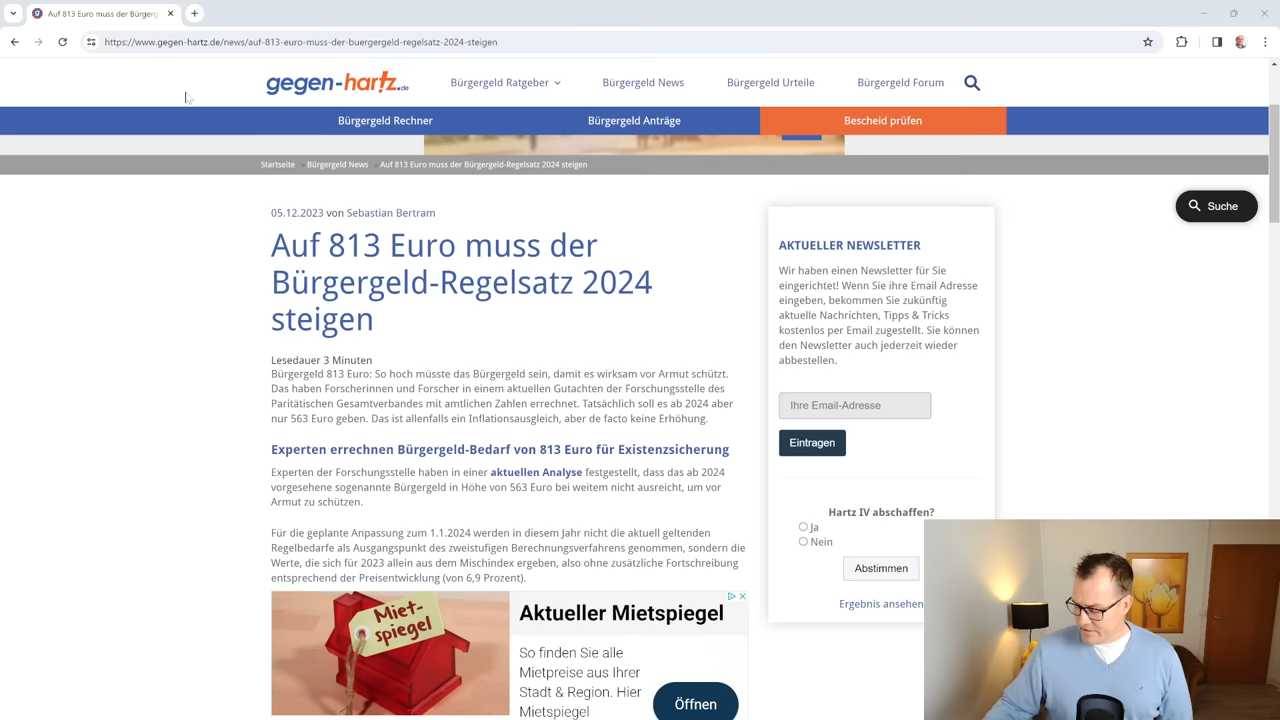 Auf 813 Euro muss der Bürgerg
https://www.gegen-hartz.de/news/auf-813-euro-muss-der-buergergeld-regelsatz-2024-steigen
gegen-hartz.de
Bürgergeld Ratgeber
Bürgergeld News
Bürgergeld Urteile
Bürgergeld Forum
Bürgergeld Rechner
Bürgergeld Anträge
Bescheid prüfen
Startseite
Bürgergeld News
Auf 813 Euro muss der Bürgergeld-Regelsatz 2024 steigen
Suche
05.12.2023 von Sebastian Bertram
Auf 813 Euro muss der
Bürgergeld-Regelsatz 2024
steigen
Lesedauer 3 Minuten
Bürgergeld 813 Euro: So hoch müsste das Bürgergeld sein, damit es wirksam vor Armut schützt.
Das haben Forscherinnen und Forscher in einem aktuellen Gutachten der Forschungsstelle des
Paritätischen Gesamtverbandes mit amtlichen Zahlen errechnet. Tatsächlich soll es ab 2024 aber
nur 563 Euro geben. Das ist allenfalls ein Inflationsausgleich, aber de facto keine Erhöhung.
Experten errechnen Bürgergeld-Bedarf von 813 Euro für Existenzsicherung
Experten der Forschungsstelle haben in einer aktuellen Analyse festgestellt, dass das ab 2024
vorgesehene sogenannte Bürgergeld in Höhe von 563 Euro bei weitem nicht ausreicht, um vor
Armut zu schützen.
Für die geplante Anpassung zum 1.1.2024 werden in diesem Jahr nicht die aktuell geltenden
Regelbedarfe als Ausgangspunkt des zweistufigen Berechnungsverfahrens genommen, sondern die
Werte, die sich für 2023 allein aus dem Mischindex ergeben, also ohne zusätzliche Fortschreibung
entsprechend der Preisentwicklung (von 6,9 Prozent).
Miet-
spiegel
Aktueller Mietspiegel
So finden Sie alle
Mietpreise aus Ihrer
Stadt & Region. Hier
Mietspiegel
Öffnen
AKTUELLER NEWSLETTER
Wir haben einen Newsletter für Sie
eingerichtet! Wenn Sie ihre Email Adresse
eingeben, bekommen Sie zukünftig
aktuelle Nachrichten, Tipps & Tricks
kostenlos per Email zugestellt. Sie können
den Newsletter auch jederzeit wieder
abbestellen.
Ihre Email-Adresse
Eintragen
Hartz IV abschaffen?
Ja
Nein
Abstimmen
Ergebnis ansehen